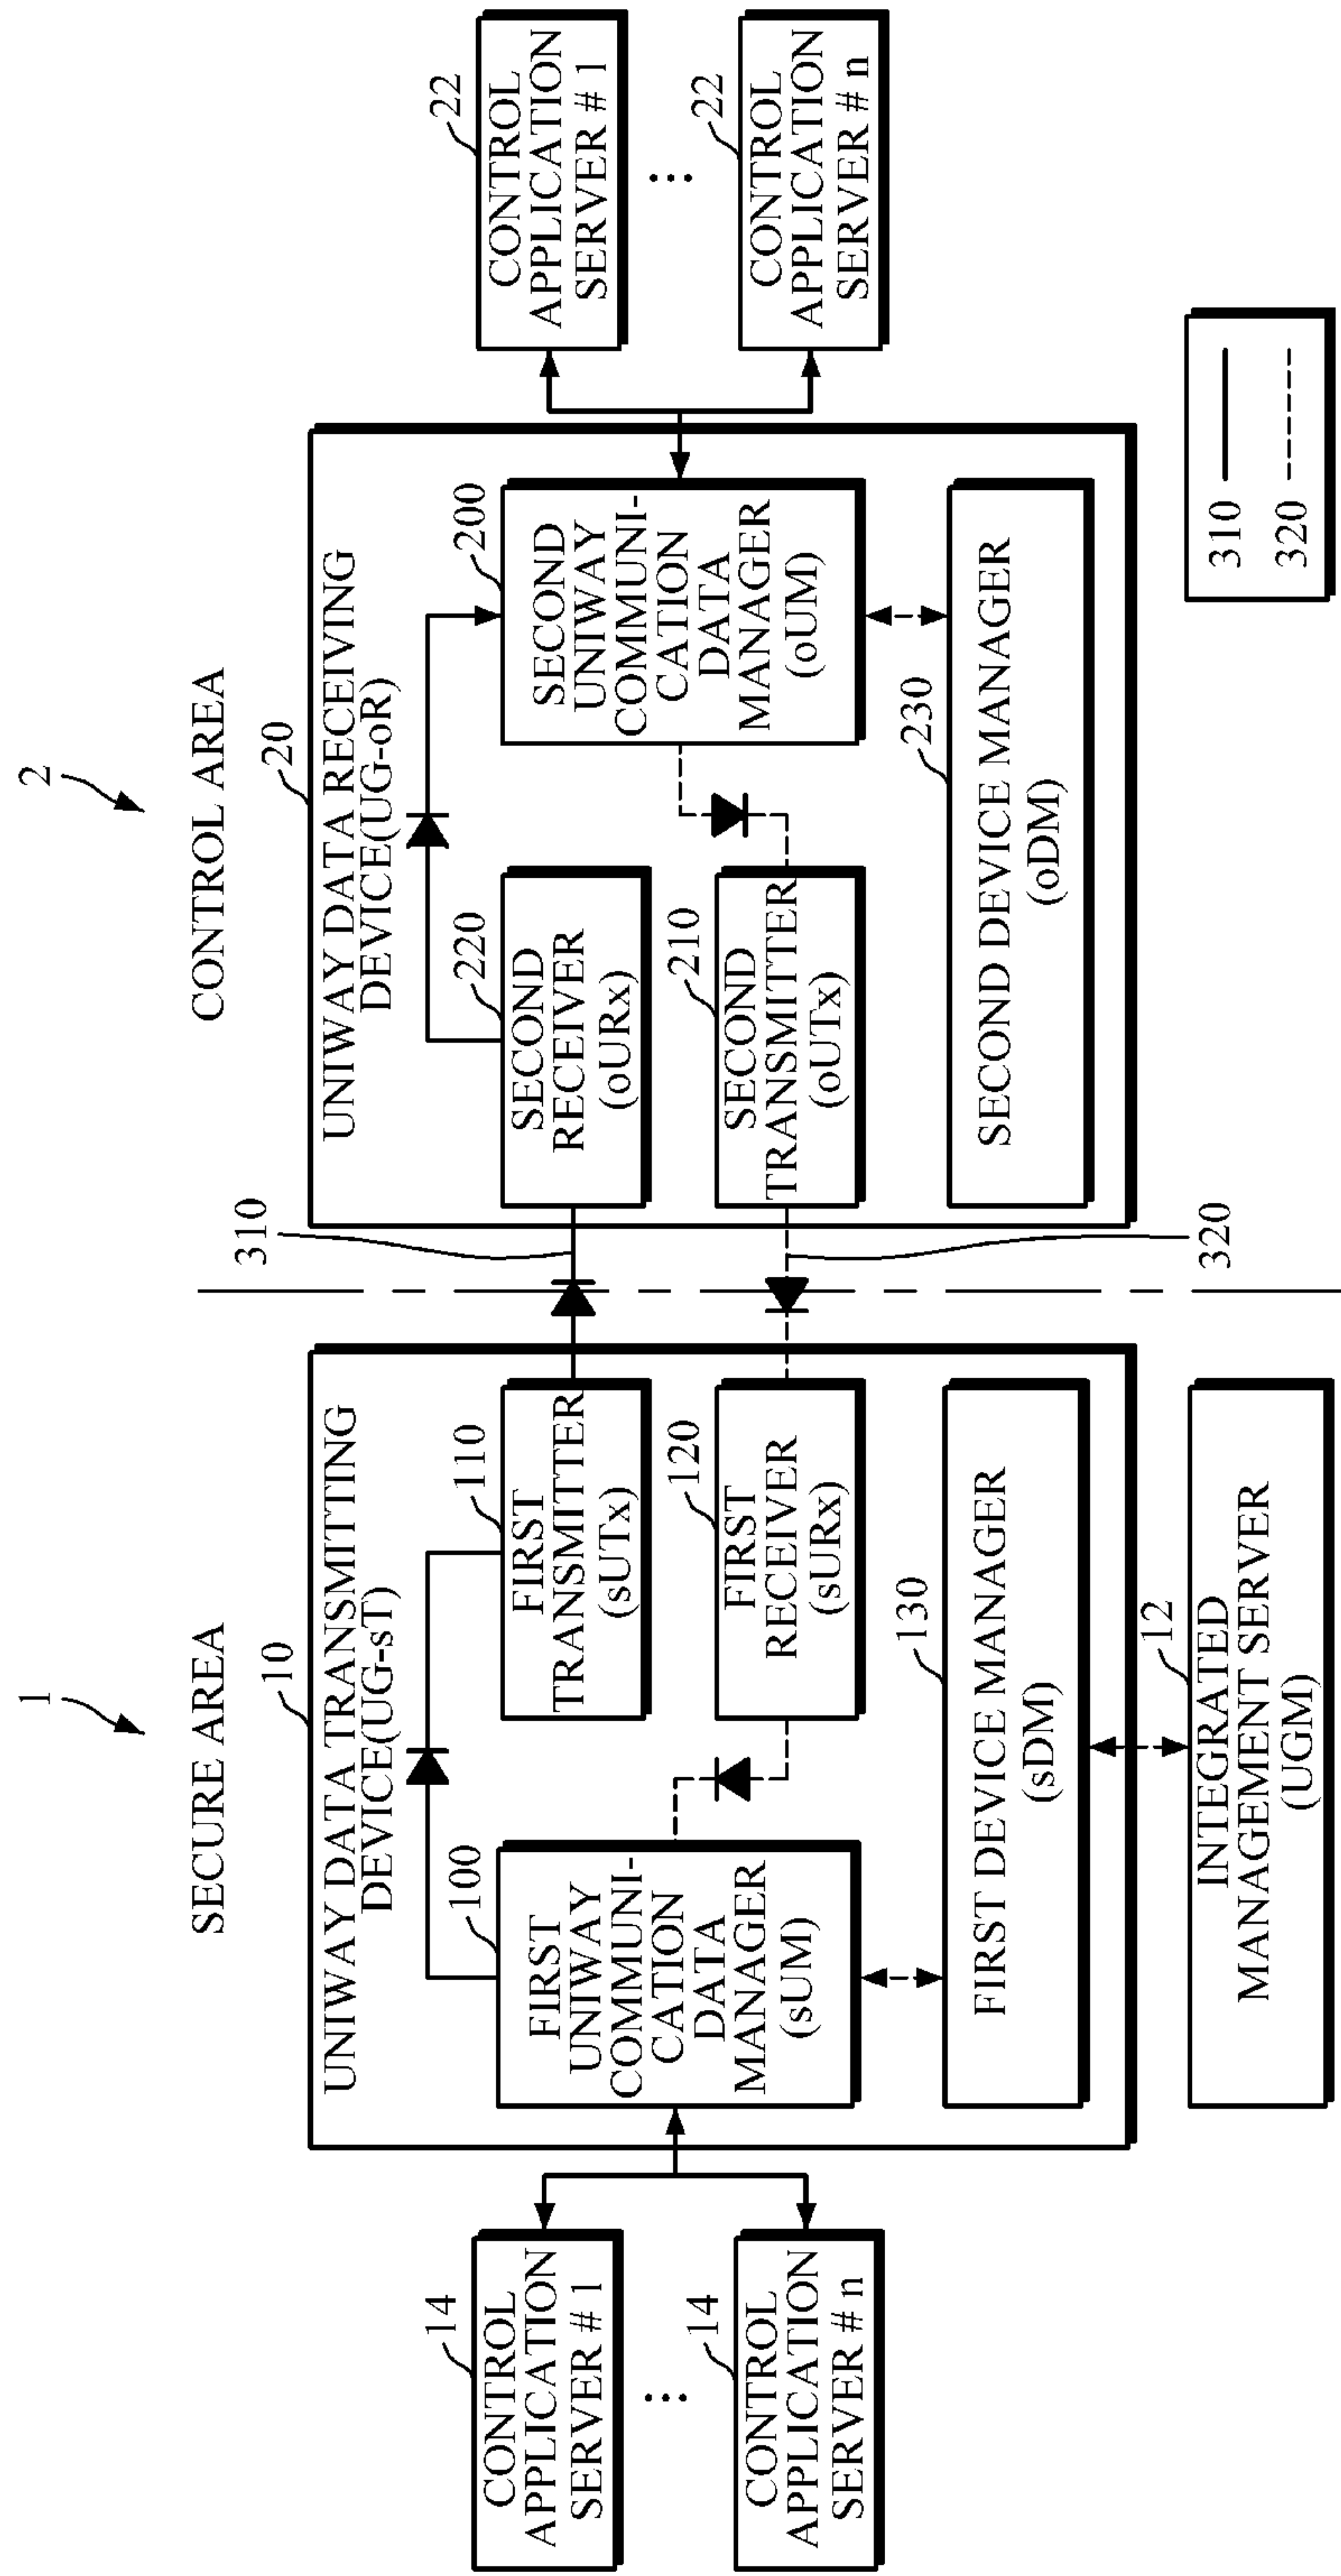 1
SECURE AREA
2
CONTROL AREA
10
UNIWAY DATA TRANSMITTING
DEVICE(UG-sT)
20
UNIWAY DATA RECEIVING
DEVICE(UG-oR)
14
CONTROL
APPLICATION
SERVER # 1
...
14
CONTROL
APPLICATION
SERVER # n
100
FIRST
UNIWAY
COMMUNI-
CATION
DATA
MANAGER
(sUM)
110
FIRST
TRANSMITTER
(sUTx)
120
FIRST
RECEIVER
(sURx)
130
FIRST DEVICE MANAGER
(sDM)
12
INTEGRATED
MANAGEMENT SERVER
(UGM)
310
320
220
SECOND
RECEIVER
(oURx)
210
SECOND
TRANSMITTER
(oUTx)
200
SECOND
UNIWAY
COMMUNI-
CATION
DATA
MANAGER
(oUM)
230
SECOND DEVICE MANAGER
(oDM)
22
CONTROL
APPLICATION
SERVER # 1
...
22
CONTROL
APPLICATION
SERVER # n
310
320